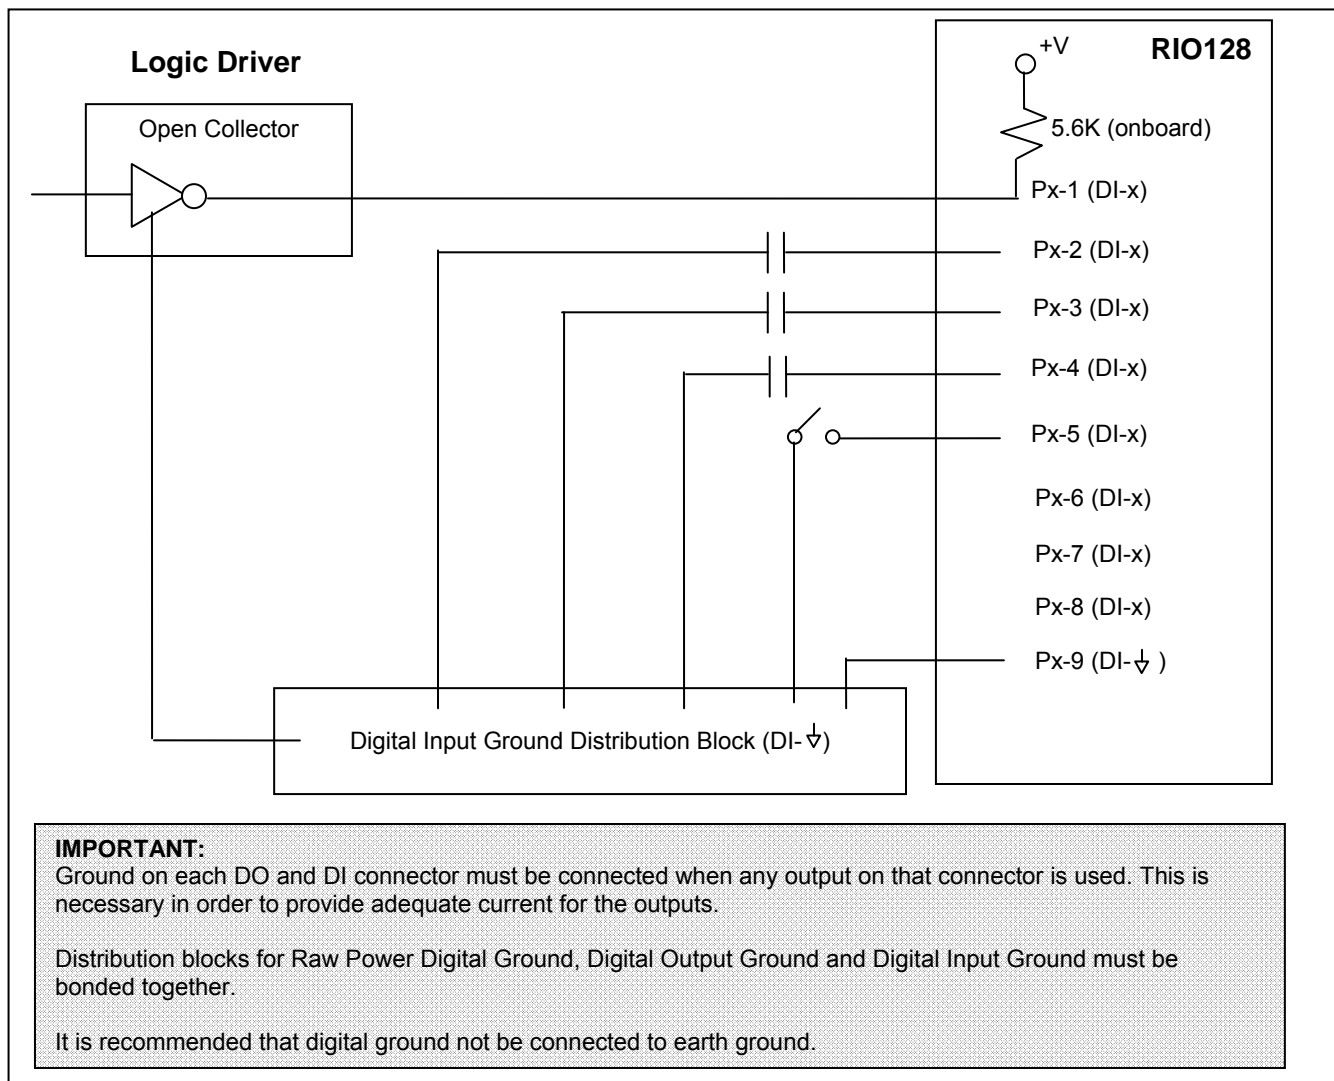 Logic Driver
Open Collector
+V
RIO128
5.6K (onboard)
Px-1 (DI-x)
Px-2 (DI-x)
Px-3 (DI-x)
Px-4 (DI-x)
Px-5 (DI-x)
Px-6 (DI-x)
Px-7 (DI-x)
Px-8 (DI-x)
Px-9 (DI- )
Digital Input Ground Distribution Block (DI- )
IMPORTANT:
Ground on each DO and DI connector must be connected when any output on that connector is used. This is
necessary in order to provide adequate current for the outputs.
Distribution blocks for Raw Power Digital Ground, Digital Output Ground and Digital Input Ground must be
bonded together.
It is recommended that digital ground not be connected to earth ground.